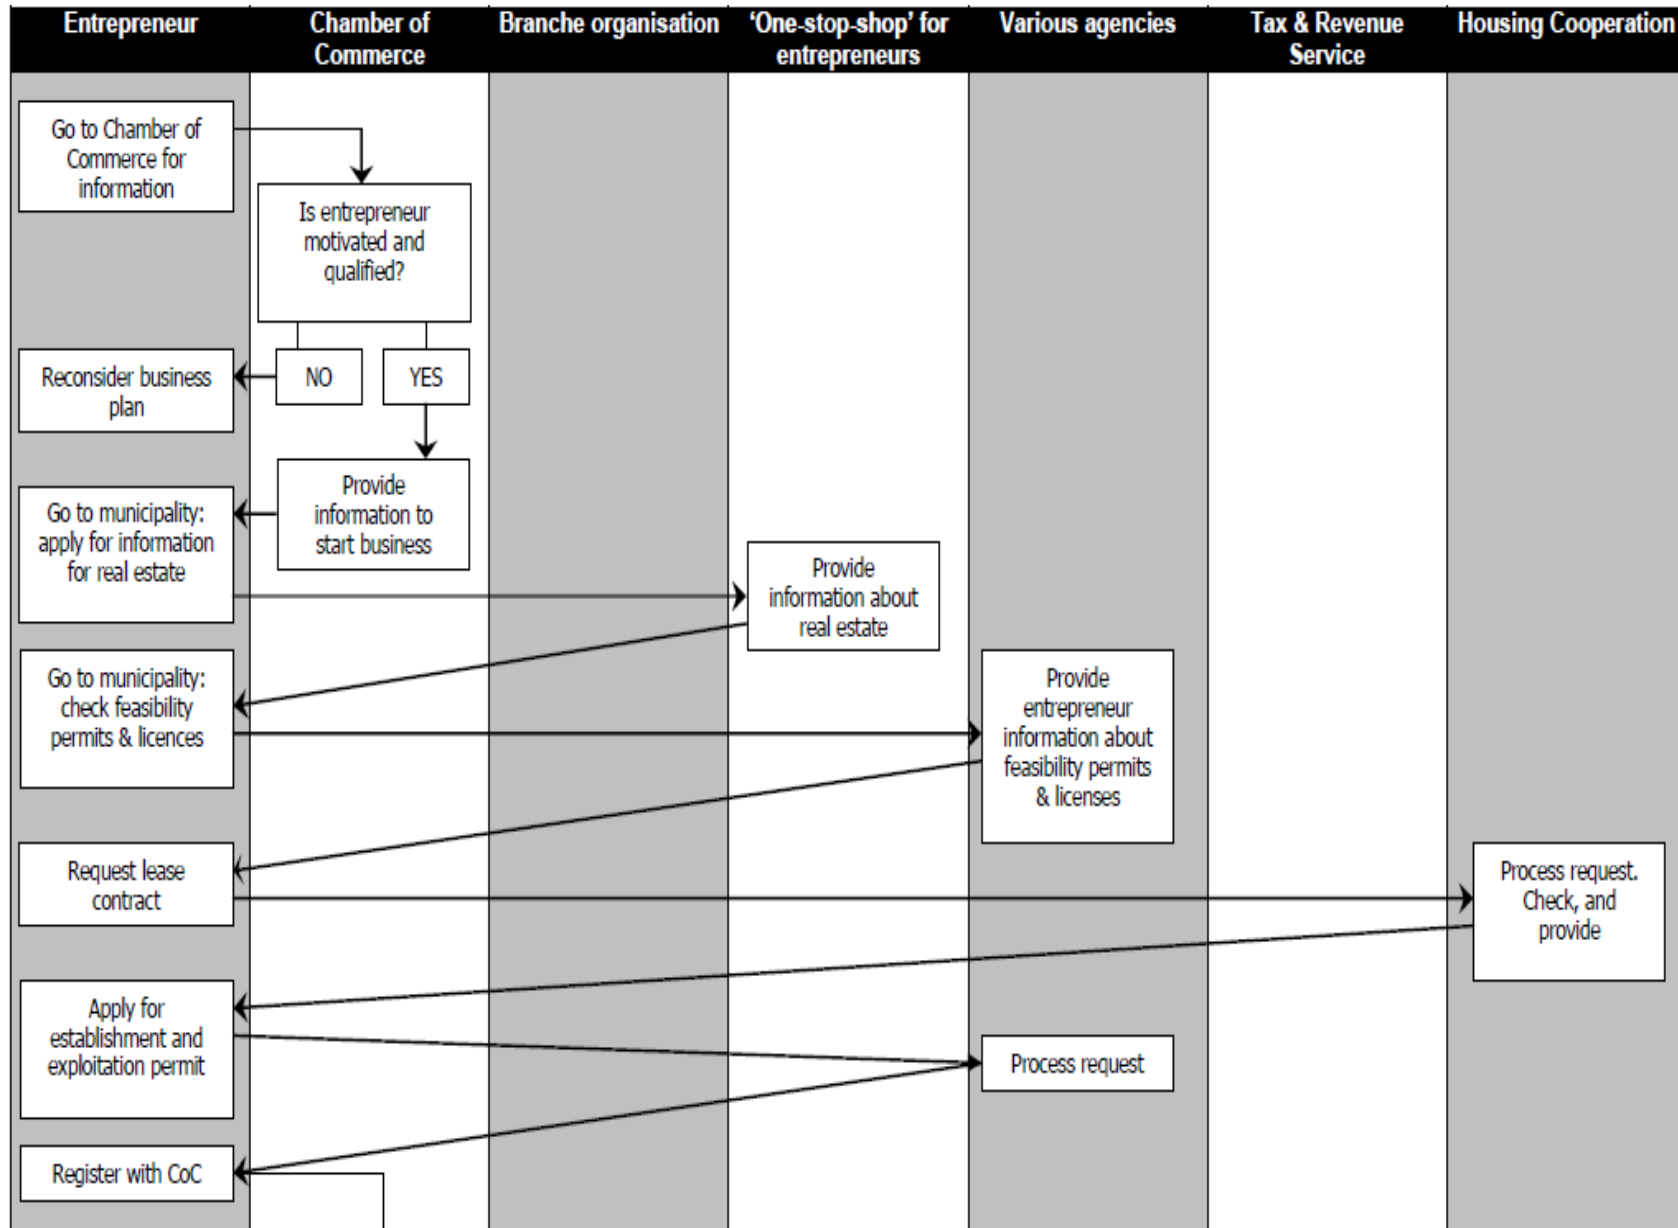 Entrepreneur
Chamber of
Commerce
Branche organisation
‘One-stop-shop’ for
entrepreneurs
Various agencies
Tax & Revenue
Service
Housing Cooperation
Go to Chamber of
Commerce for
information
Is entrepreneur
motivated and
qualified?
Reconsider business
plan
NO
YES
Provide
information to
start business
Go to municipality:
apply for information
for real estate
Provide
information about
real estate
Go to municipality:
check feasibility
permits & licences
Provide
entrepreneur
information about
feasibility permits
& licenses
Request lease
contract
Process request.
Check, and
provide
Apply for
establishment and
exploitation permit
Process request
Register with CoC